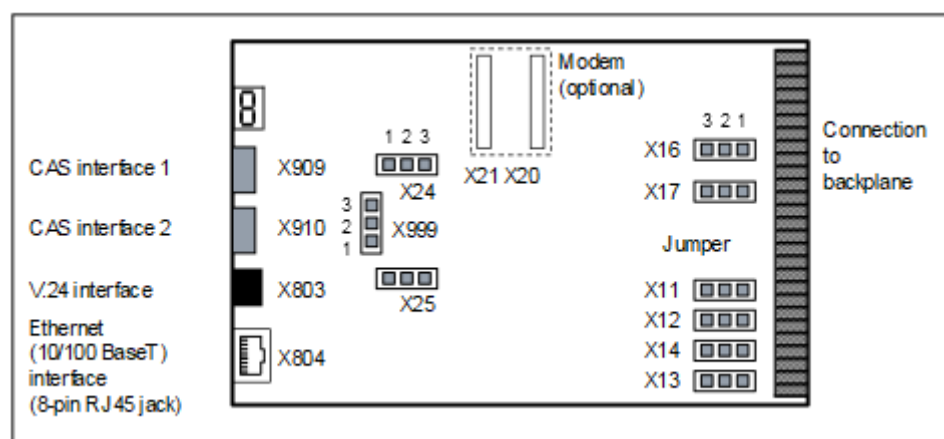 Modem
(optional)
8
1 2 3
3 2 1
Connection
to
backplane
CAS interface 1
X909
X24
X21 X20
X16
X17
CAS interface 2
X910
3
2
1
X999
Jumper
V.24 interface
X803
X25
X11
X12
X14
X13
Ethernet
(10/100 BaseT)
interface
(8-pin RJ45 jack)
X804